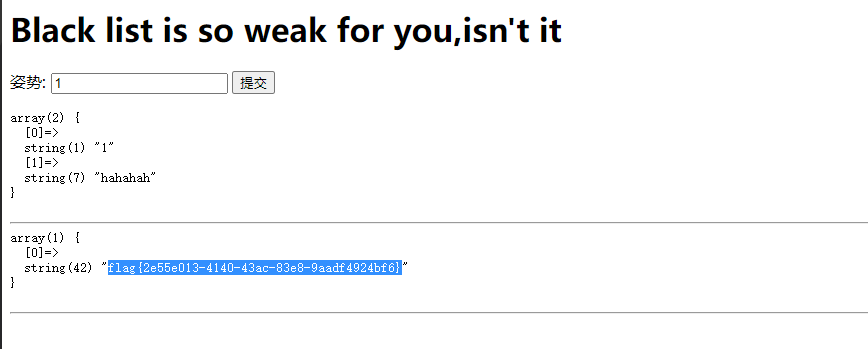 Black list is so weak for you,isn't it
姿势: 1 提交
array(2) {
  [0]=>
  string(1) "1"
  [1]=>
  string(7) "hahahah"
}
array(1) {
  [0]=>
  string(42) "flag{2e55e013-4140-43ac-83e8-9aadf4924bf6}"
}